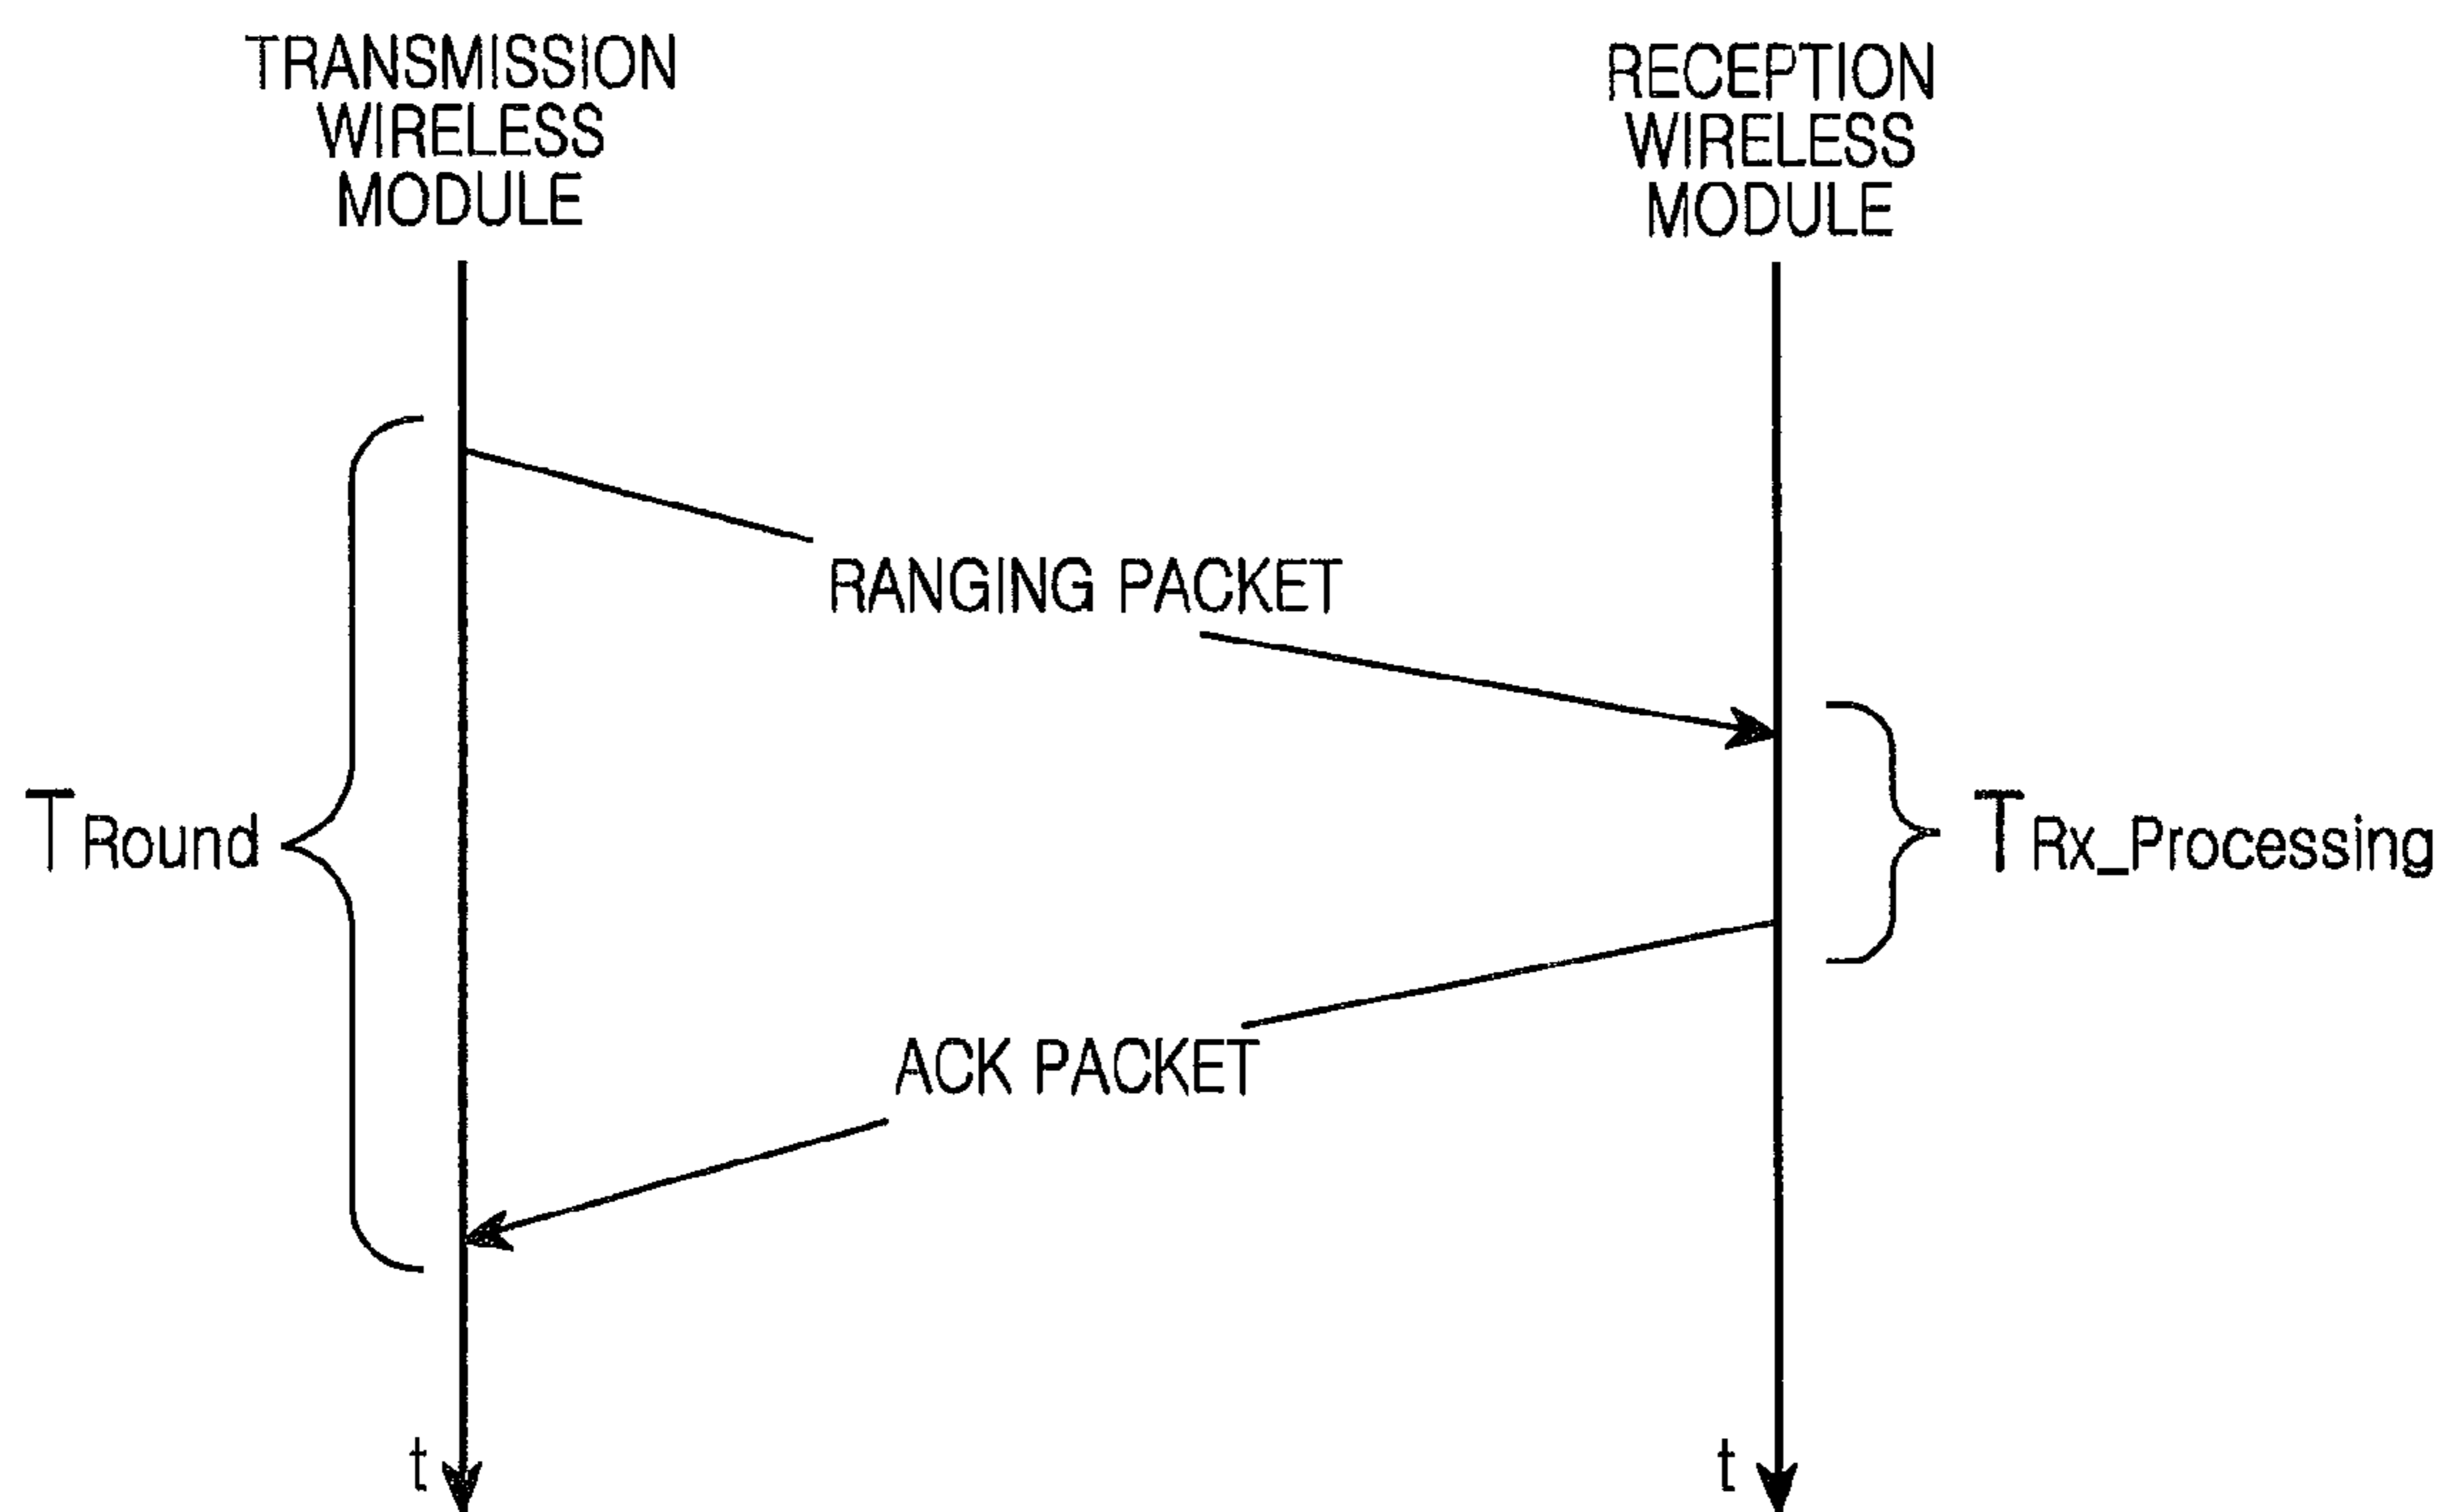 TRANSMISSION
WIRELESS
MODULE
RECEPTION
WIRELESS
MODULE
RANGING PACKET
TRound
TRx_Processing
ACK PACKET
t
t